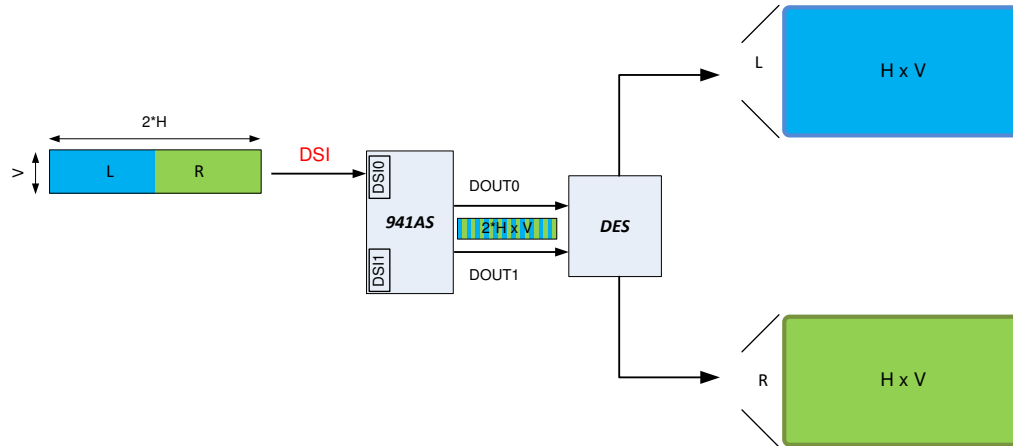 2*H
V
L
R
DSI
DSI0
941AS
DSI1
DOUT0
2*H x V
DOUT1
DES
L
H x V
R
H x V